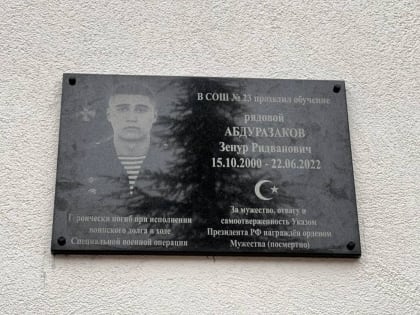 В СОШ № 23 проходил обучение
рядовой
АБДУРАЗАКОВ
Зенур Ридванович
15.10.2000 - 22.06.2022
Героически погиб при исполнении
воинского долга в ходе
Специальной военной операции
За мужество, отвагу и
самоотверженность Указом
Президента РФ награждён орденом
Мужества (посмертно)